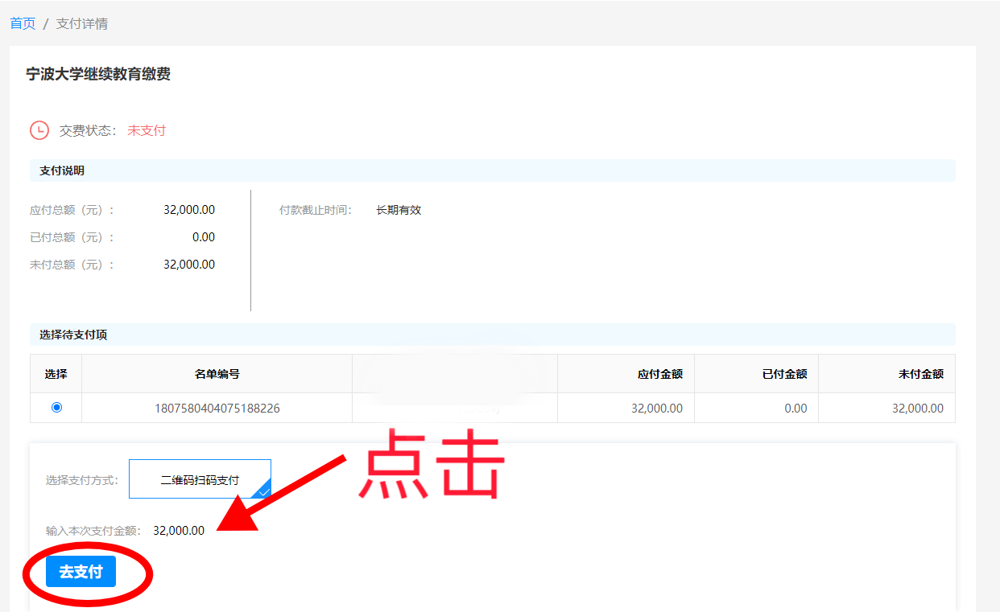 首页 / 支付详情
宁波大学继续教育缴费
交费状态： 未支付
支付说明
应付总额（元）： 32,000.00 付款截止时间： 长期有效
已付总额（元）： 0.00
未付总额（元）： 32,000.00
选择待支付项
选择 名单编号 应付金额 已付金额 未付金额
1807580404075188226 32,000.00 0.00 32,000.00
点击
选择支付方式： 二维码扫码支付
输入本次支付金额： 32,000.00
去支付